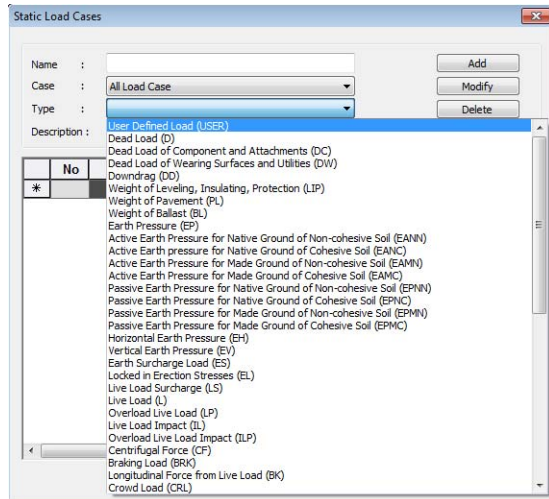 Static Load Cases
Name :
Add
Case : All Load Case
Modify
Type :
Delete
Description :
User Defined Load (USER)
Dead Load (D)
Dead Load of Component and Attachments (DC)
Dead Load of Wearing Surfaces and Utilities (DW)
Downdrag (DD)
Weight of Leveling, Insulating, Protection (LIP)
Weight of Pavement (PL)
Weight of Ballast (BL)
Earth Pressure (EP)
Active Earth Pressure for Native Ground of Non-cohesive Soil (EANN)
Active Earth Pressure for Native Ground of Cohesive Soil (EANC)
Active Earth Pressure for Made Ground of Non-cohesive Soil (EAMN)
Active Earth Pressure for Made Ground of Cohesive Soil (EAMC)
Passive Earth Pressure for Native Ground of Non-cohesive Soil (EPNN)
Passive Earth Pressure for Native Ground of Cohesive Soil (EPNC)
Passive Earth Pressure for Made Ground of Non-cohesive Soil (EPMN)
Passive Earth Pressure for Made Ground of Cohesive Soil (EPMC)
Horizontal Earth Pressure (EH)
Vertical Earth Pressure (EV)
Earth Surcharge Load (ES)
Locked in Erection Stresses (EL)
Live Load Surcharge (LS)
Live Load (L)
Overload Live Load (LP)
Live Load Impact (IL)
Overload Live Load Impact (ILP)
Centrifugal Force (CF)
Braking Load (BRK)
Longitudinal Force from Live Load (BK)
Crowd Load (CRL)
No
*